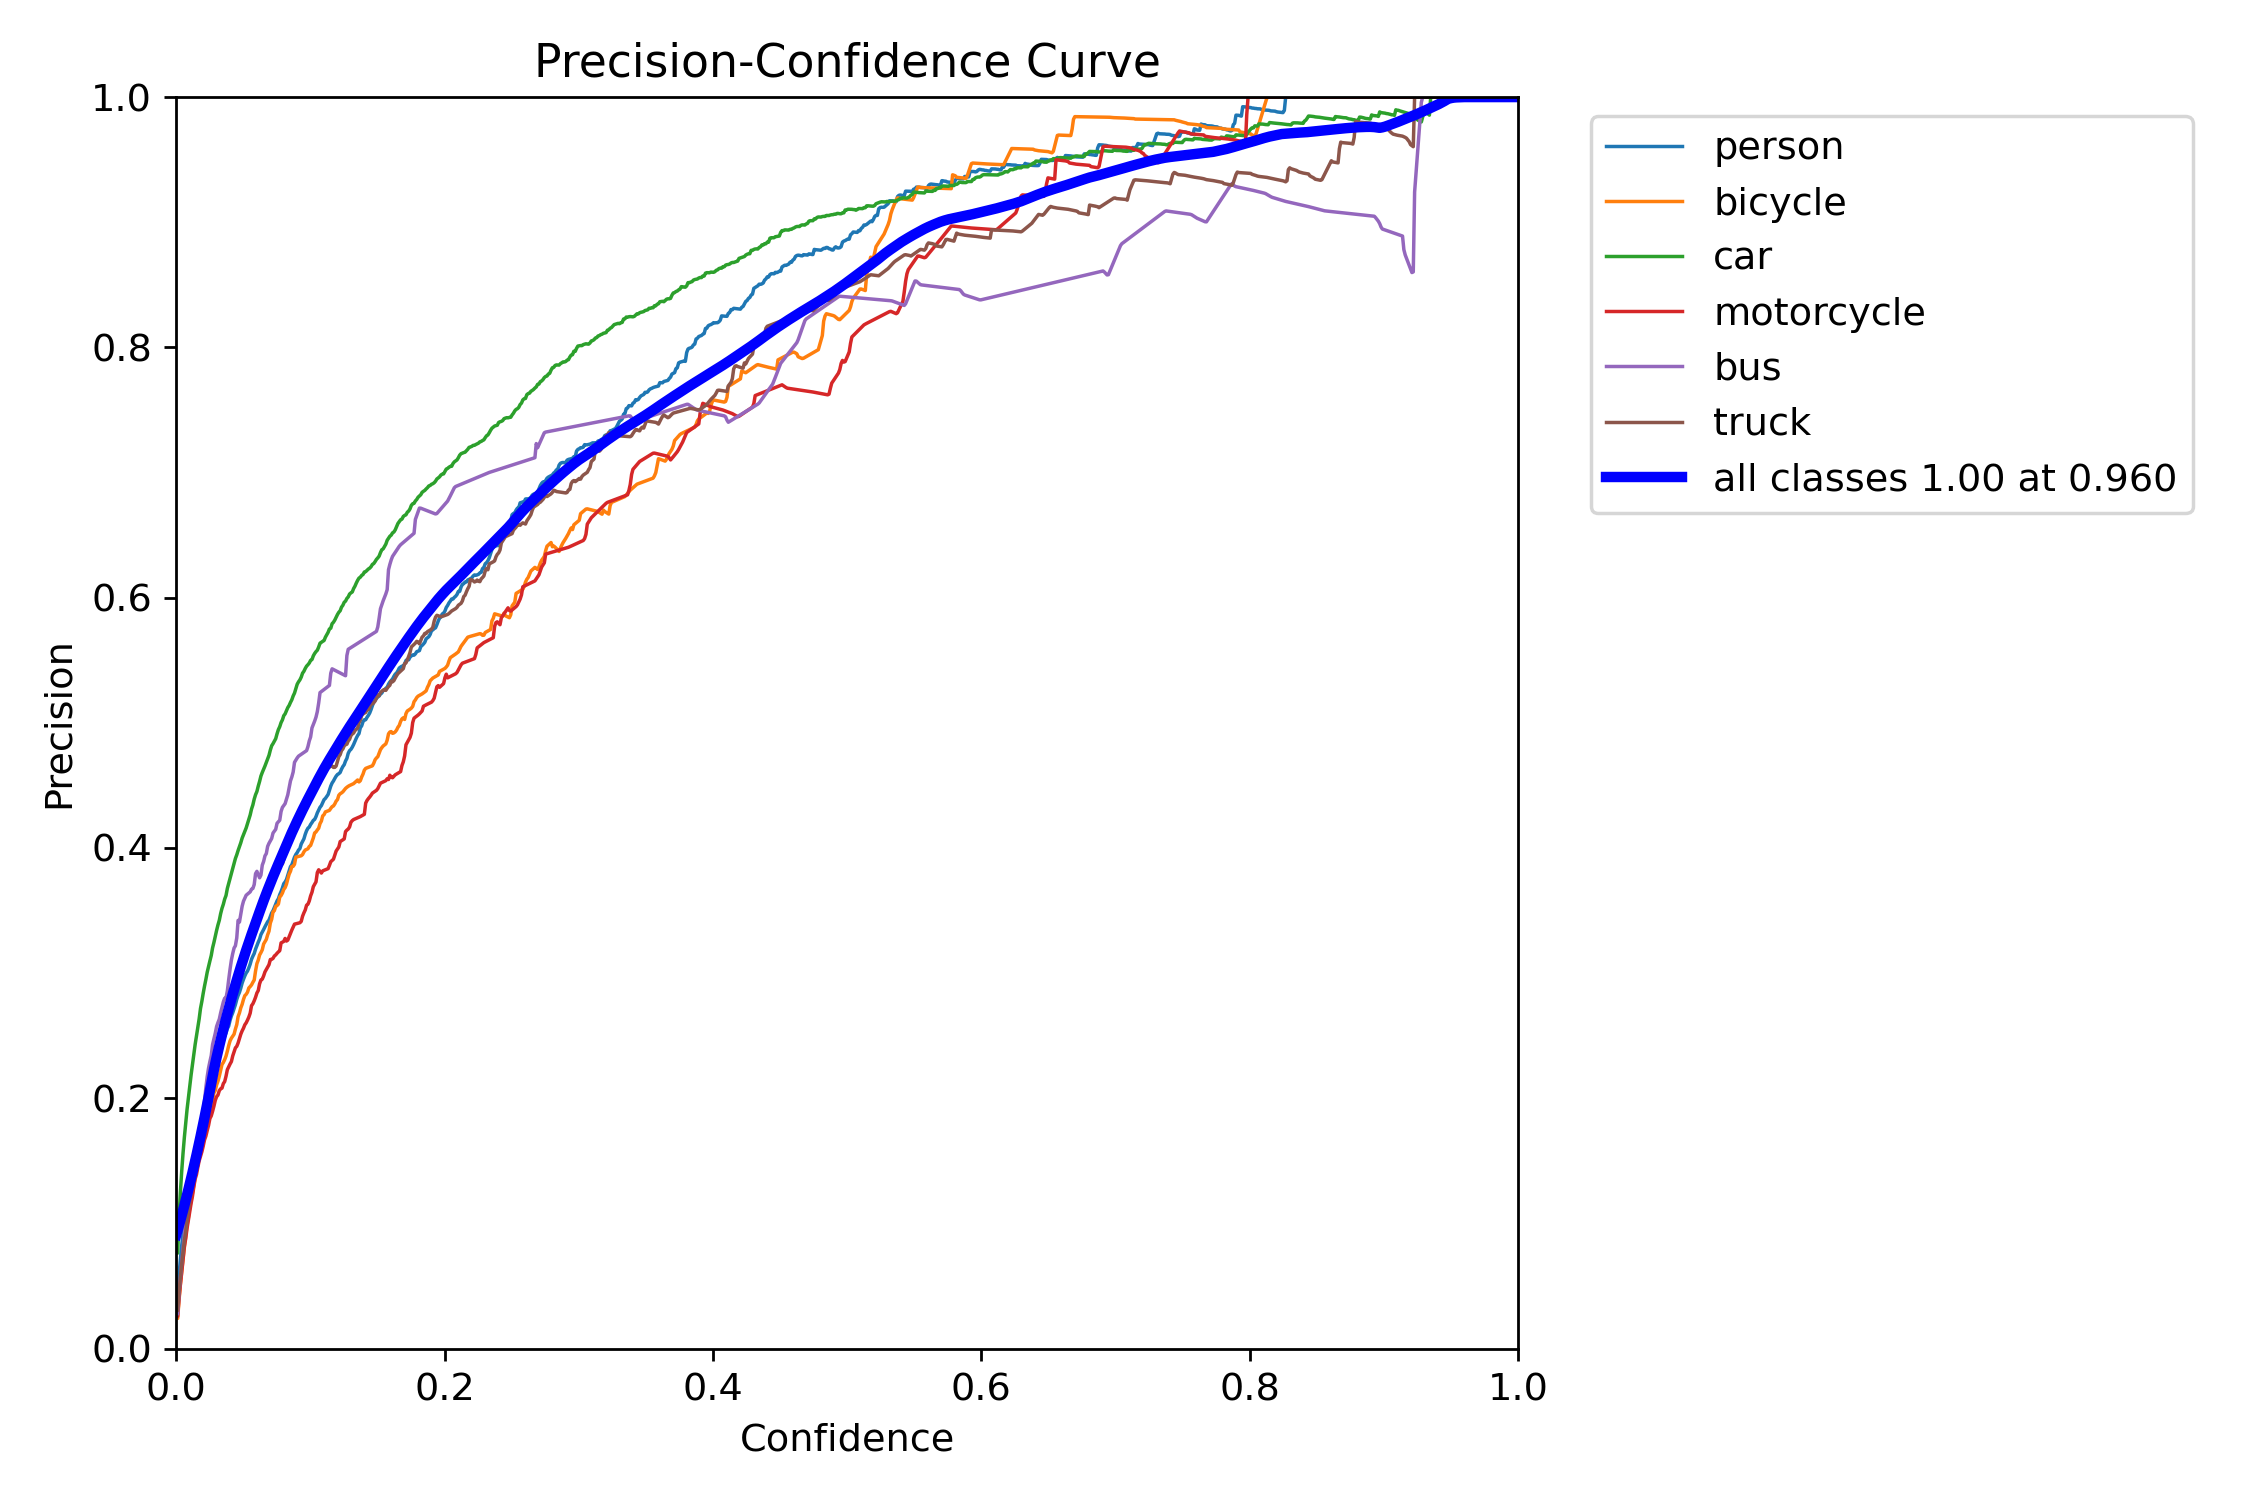 Precision-Confidence Curve
1.0
0.8
0.6
0.4
0.2
0.0
Precision
0.0 0.2 0.4 0.6 0.8 1.0
Confidence
person
bicycle
car
motorcycle
bus
truck
all classes 1.00 at 0.960